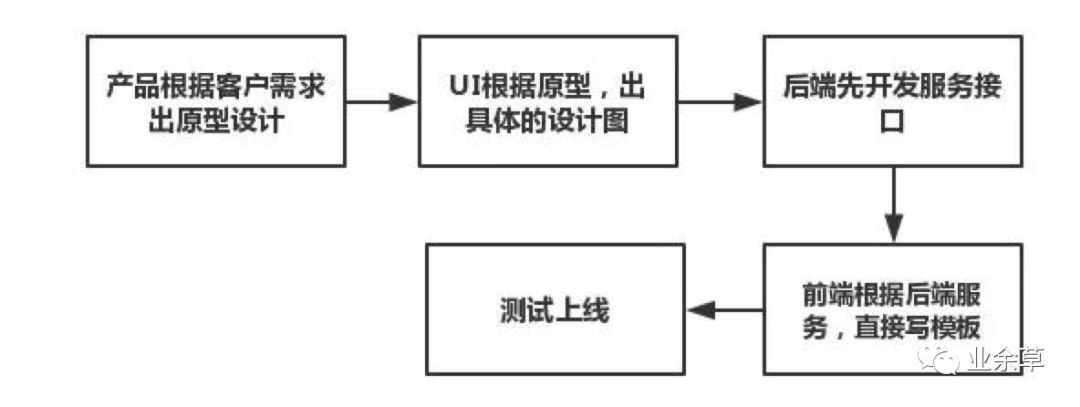 产品根据客户需求
出原型设计
UI根据原型，出
具体的设计图
后端先开发服务接
口
测试上线
前端根据后端服
务，直接写模板
业余草